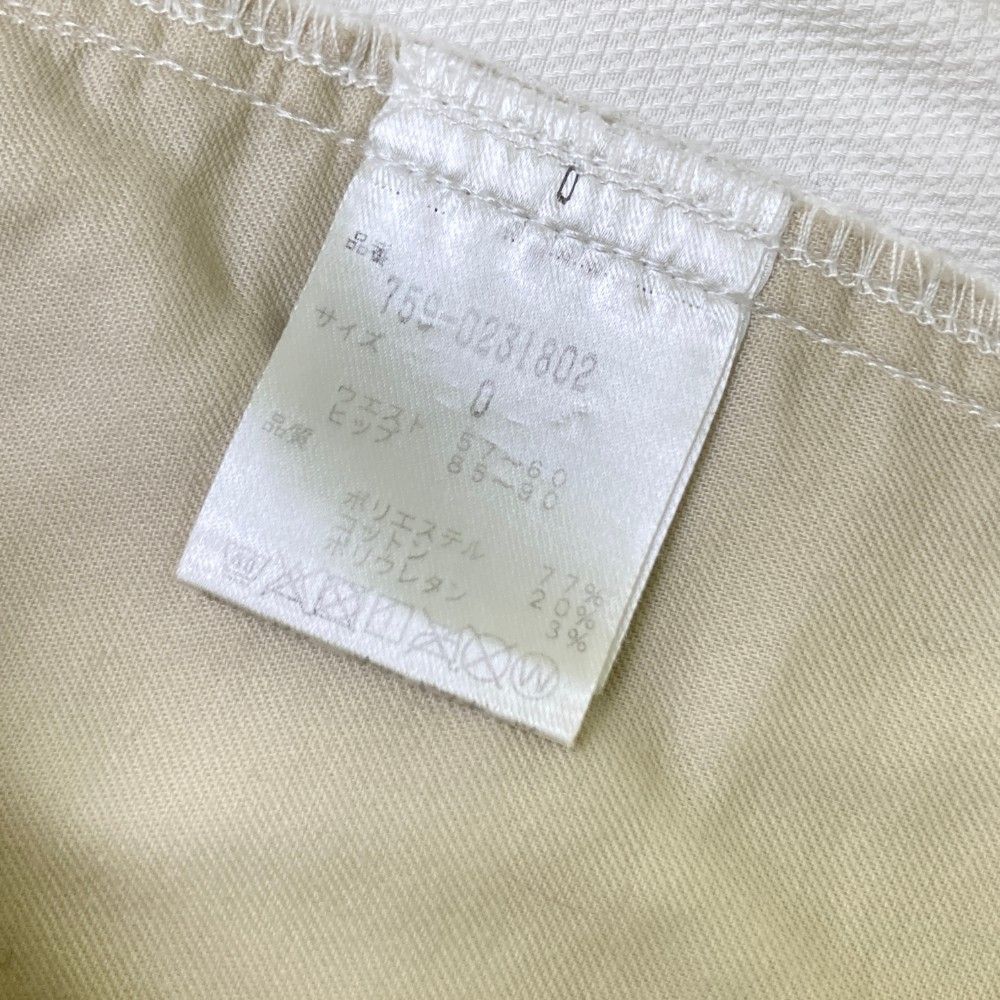 0
品番
759-0231802
サイズ
0
ウエスト 57-60
ヒップ 88-90
品質
ポリエステル 77%
コットン 20%
ポリウレタン 3%